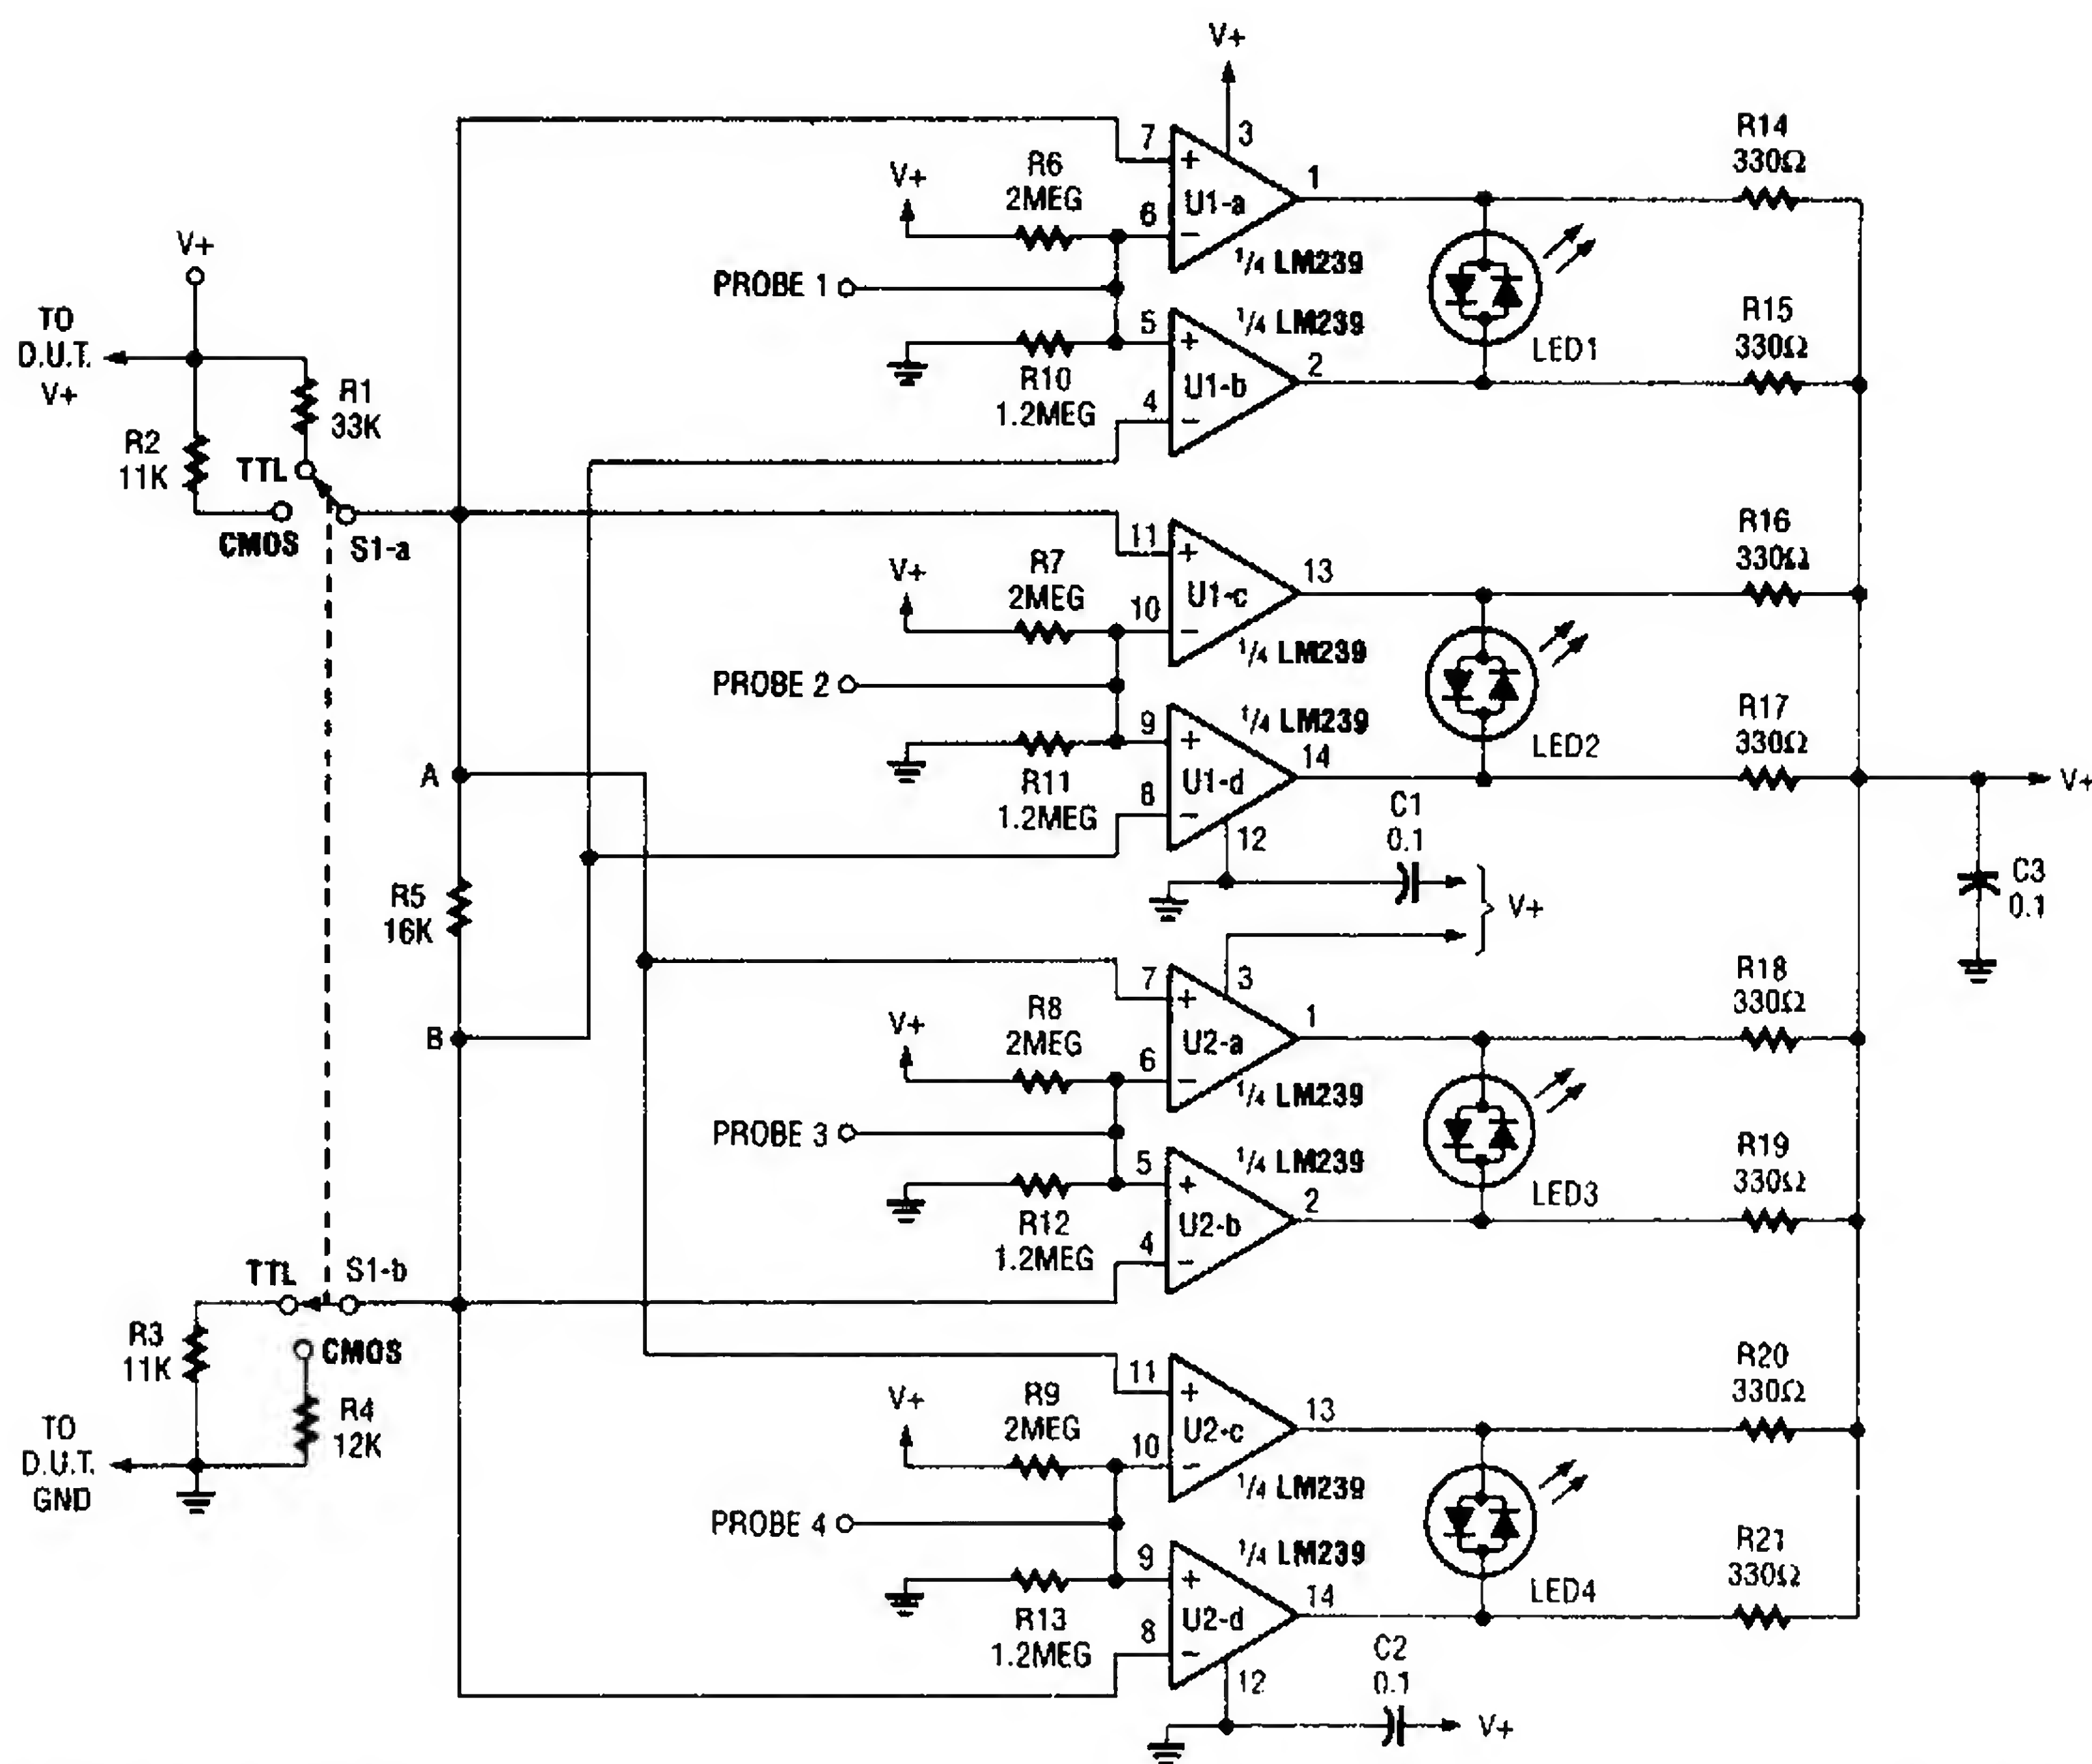 V+
7
+
3
U1-a
1
6
−
¼ LM239
V+
R6
2MEG
PROBE 1
R10
1.2MEG
5
+
¼ LM239
U1-b
2
4
−
LED1
R14
330Ω
R15
330Ω
V+
TO
D.U.T.
V+
R1
33K
R2
11K
TTL
CMOS
S1-a
11
+
U1-c
13
10
−
¼ LM239
V+
R7
2MEG
PROBE 2
R11
1.2MEG
9
+
¼ LM239
U1-d
14
8
−
12
LED2
R16
330Ω
R17
330Ω
V+
C1
0.1
V+
C3
0.1
A
R5
16K
B
7
+
3
U2-a
1
6
−
¼ LM239
V+
R8
2MEG
PROBE 3
R12
1.2MEG
5
+
¼ LM239
U2-b
2
4
−
LED3
R18
330Ω
R19
330Ω
TTL
S1-b
R3
11K
CMOS
R4
12K
TO
D.U.T.
GND
11
+
U2-c
13
10
−
¼ LM239
V+
R9
2MEG
PROBE 4
R13
1.2MEG
9
+
¼ LM239
U2-d
14
8
−
12
LED4
R20
330Ω
R21
330Ω
C2
0.1
V+